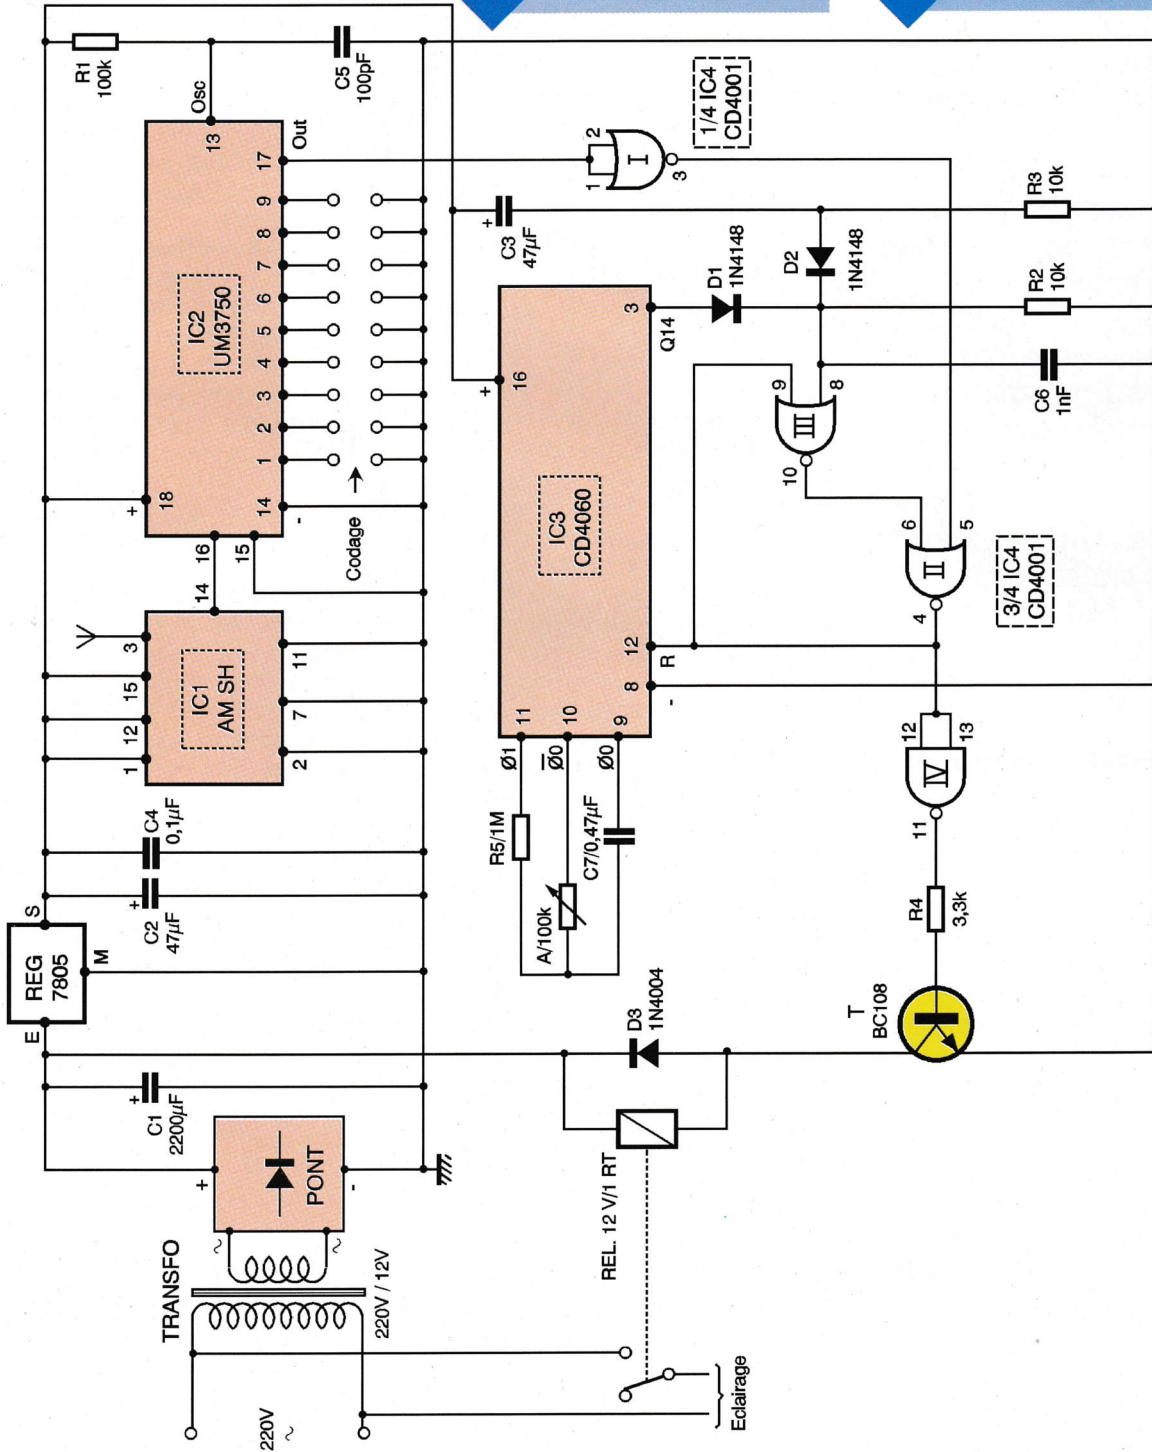 R1
100k
C5
100pF
Osc
13
Out
17
9
8
7
6
5
4
3
2
1
14
-
IC2
UM3750
+
18
16
15
Codage
14
3
15
12
1
IC1
AM SH
11
7
2
C4
0,1µF
+
C2
47µF
S
REG
7805
M
E
+
C1
2200µF
+
PONT
-
~
~
TRANSFO
220V / 12V
220V
~
1/4 IC4
CD4001
2
1
I
3
+
C3
47µF
D2
1N4148
D1
1N4148
R3
10k
R2
10k
C6
1nF
3
Q14
+
16
IC3
CD4060
12
R
8
-
11
10
9
Ø1
Ø0
Ø0
R5/1M
A/100k
C7/0,47µF
9
8
III
10
6
5
II
4
3/4 IC4
CD4001
12
13
IV
11
R4
3,3k
T
BC108
D3
1N4004
REL. 12 V/1 RT
Eclairage